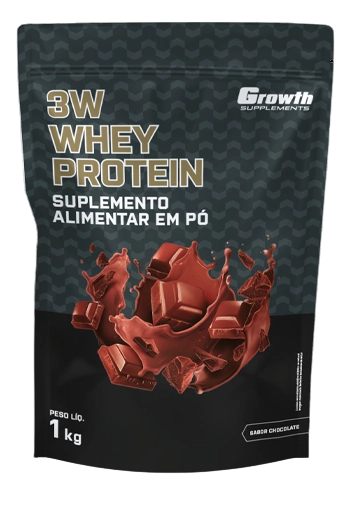 3W
WHEY
PROTEIN
Growth
SUPPLEMENTS
SUPLEMENTO
ALIMENTAR EM PÓ
PESO LÍQ.
1 kg
SABOR CHOCOLATE